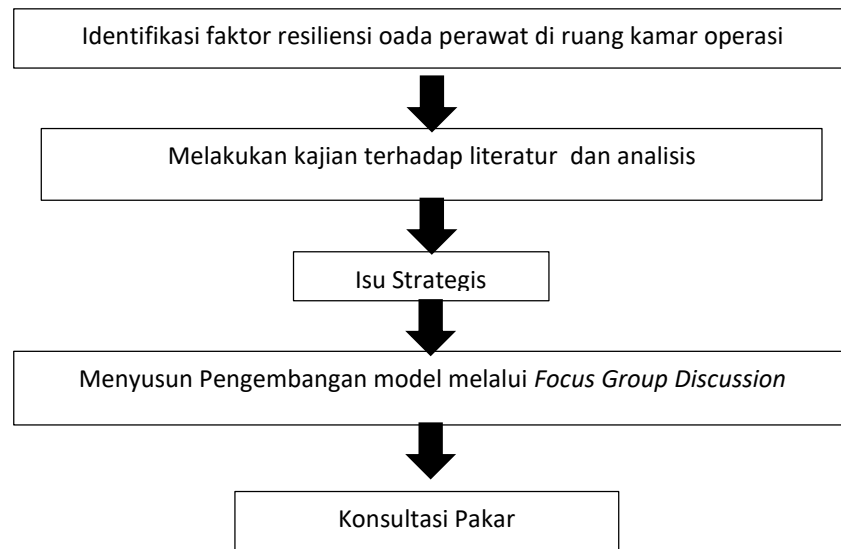 Identifikasi faktor resiliensi oada perawat di ruang kamar operasi
Melakukan kajian terhadap literatur dan analisis
Isu Strategis
Menyusun Pengembangan model melalui Focus Group Discussion
Konsultasi Pakar